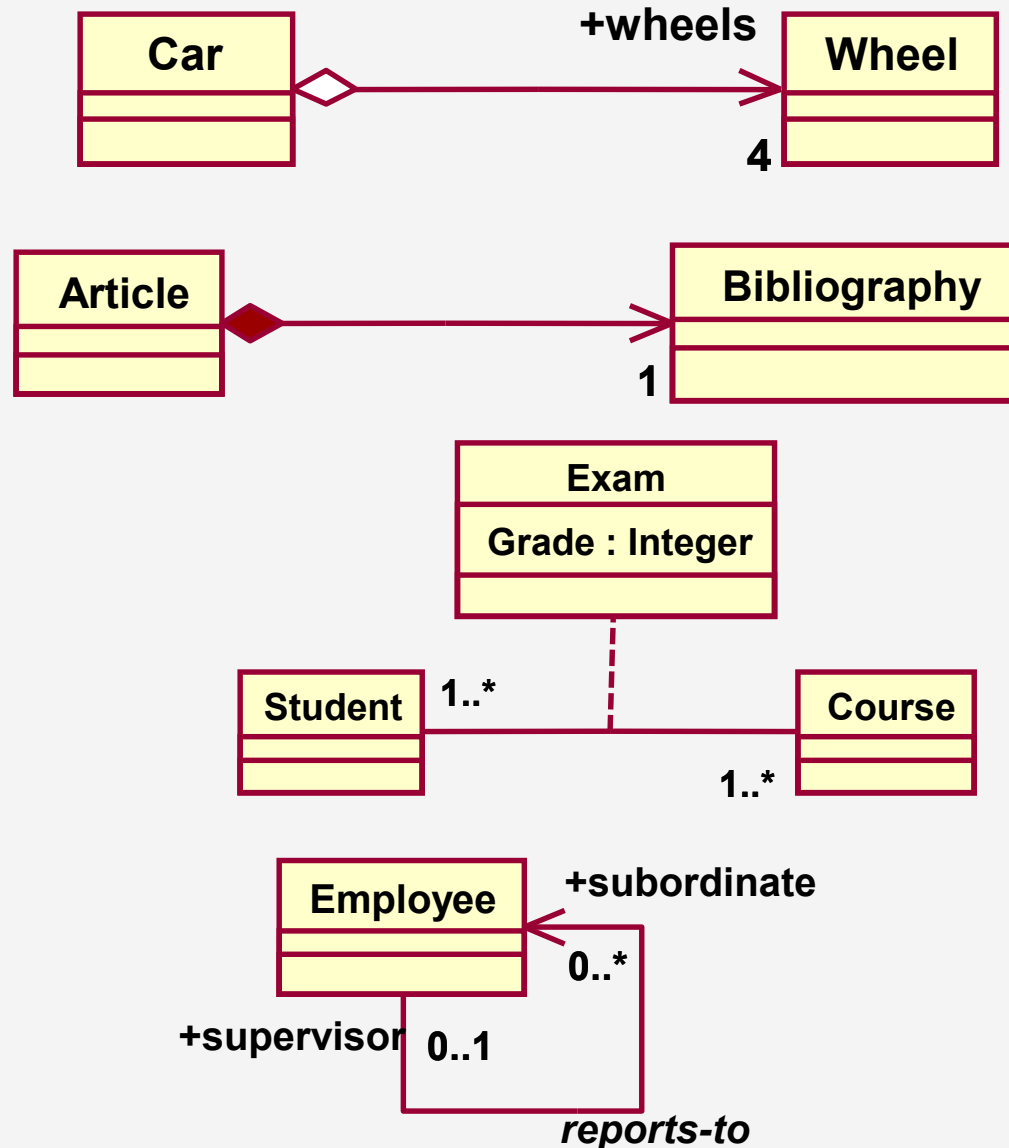 +wheels
Car
Wheel
4
Article
Bibliography
1
Exam
Grade : Integer
Student
1..*
Course
1..*
Employee
+subordinate
0..*
+supervisor
0..1
reports-to